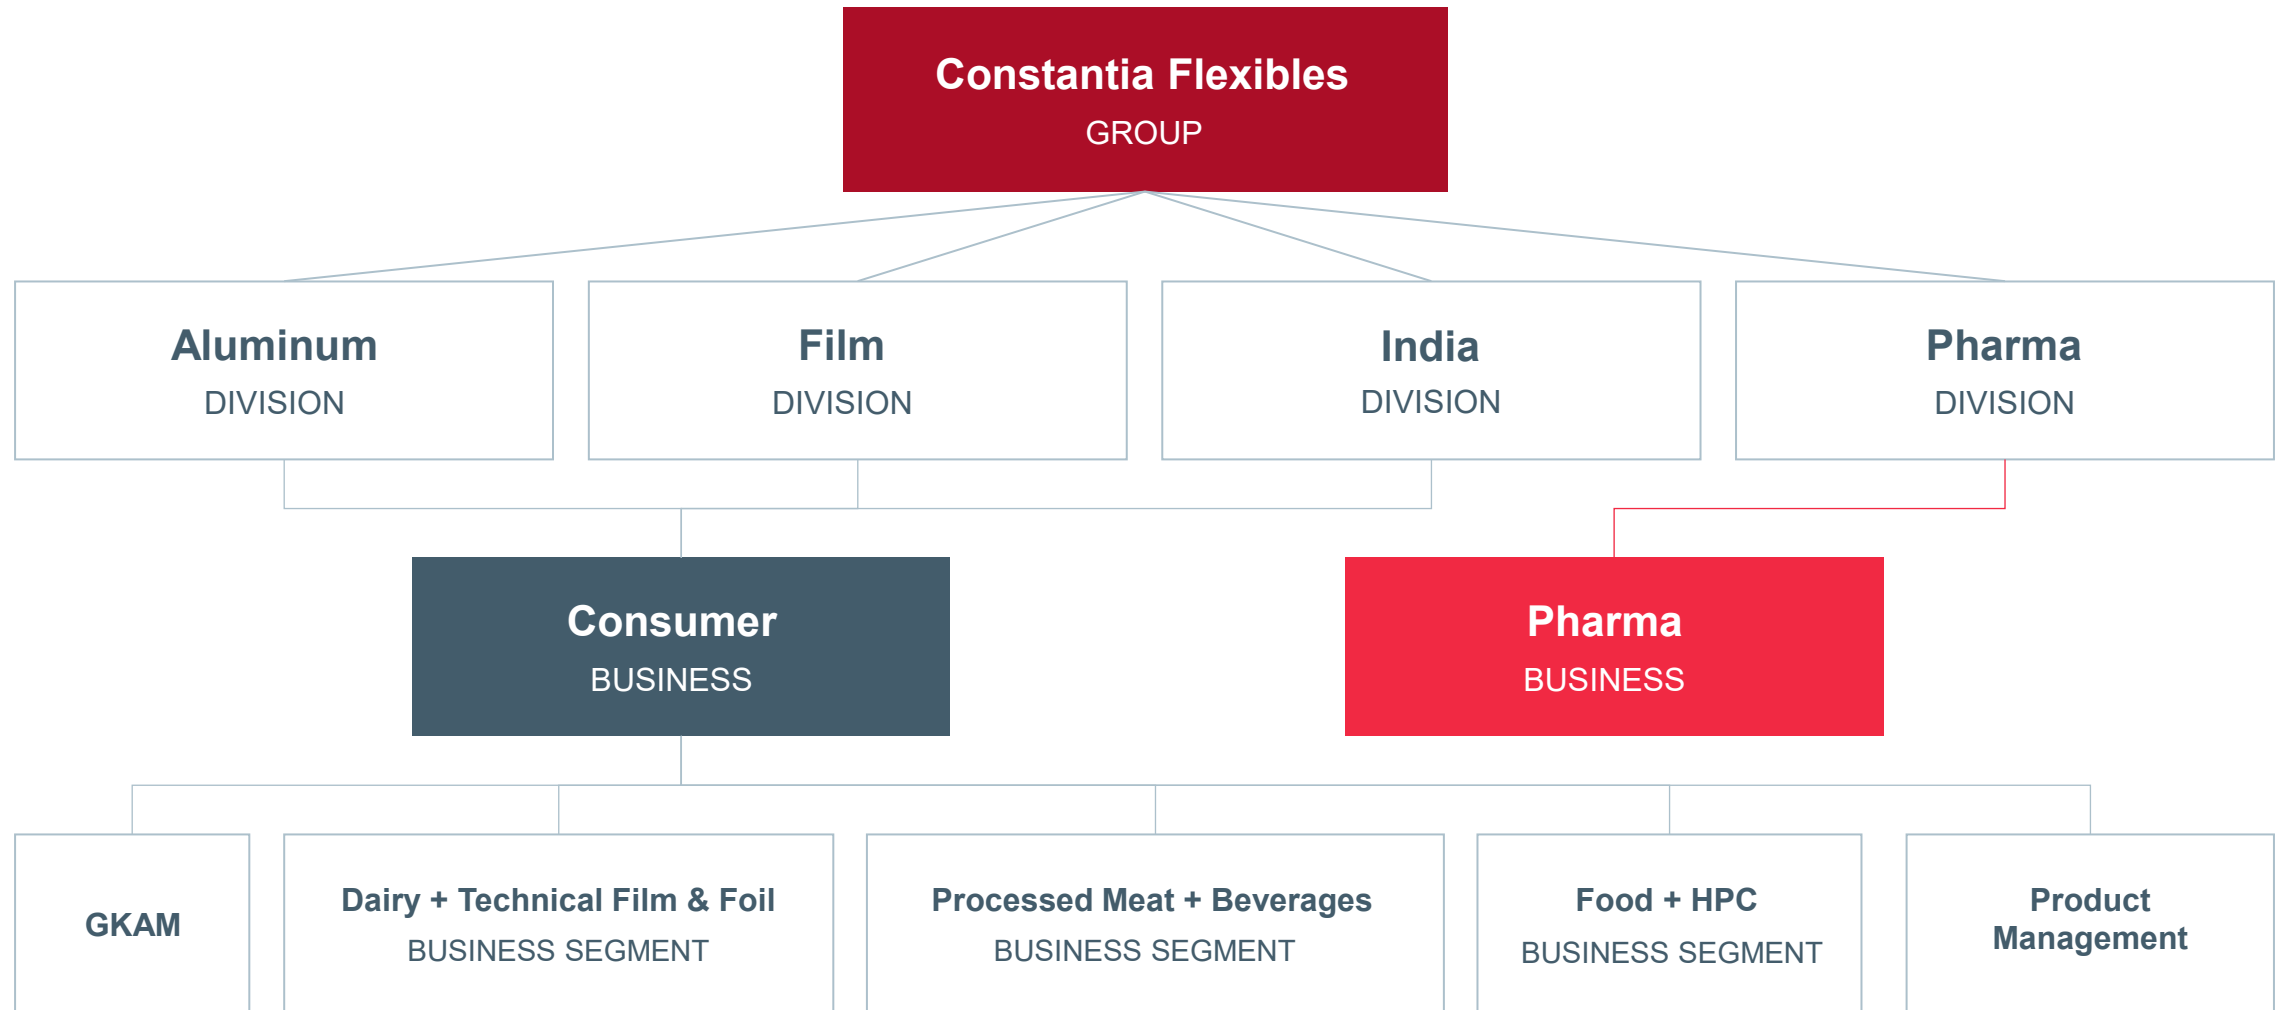 Constantia Flexibles
GROUP
Aluminum
DIVISION
Film
DIVISION
India
DIVISION
Pharma
DIVISION
Consumer
BUSINESS
Pharma
BUSINESS
GKAM
Dairy + Technical Film & Foil
BUSINESS SEGMENT
Processed Meat + Beverages
BUSINESS SEGMENT
Food + HPC
BUSINESS SEGMENT
Product
Management